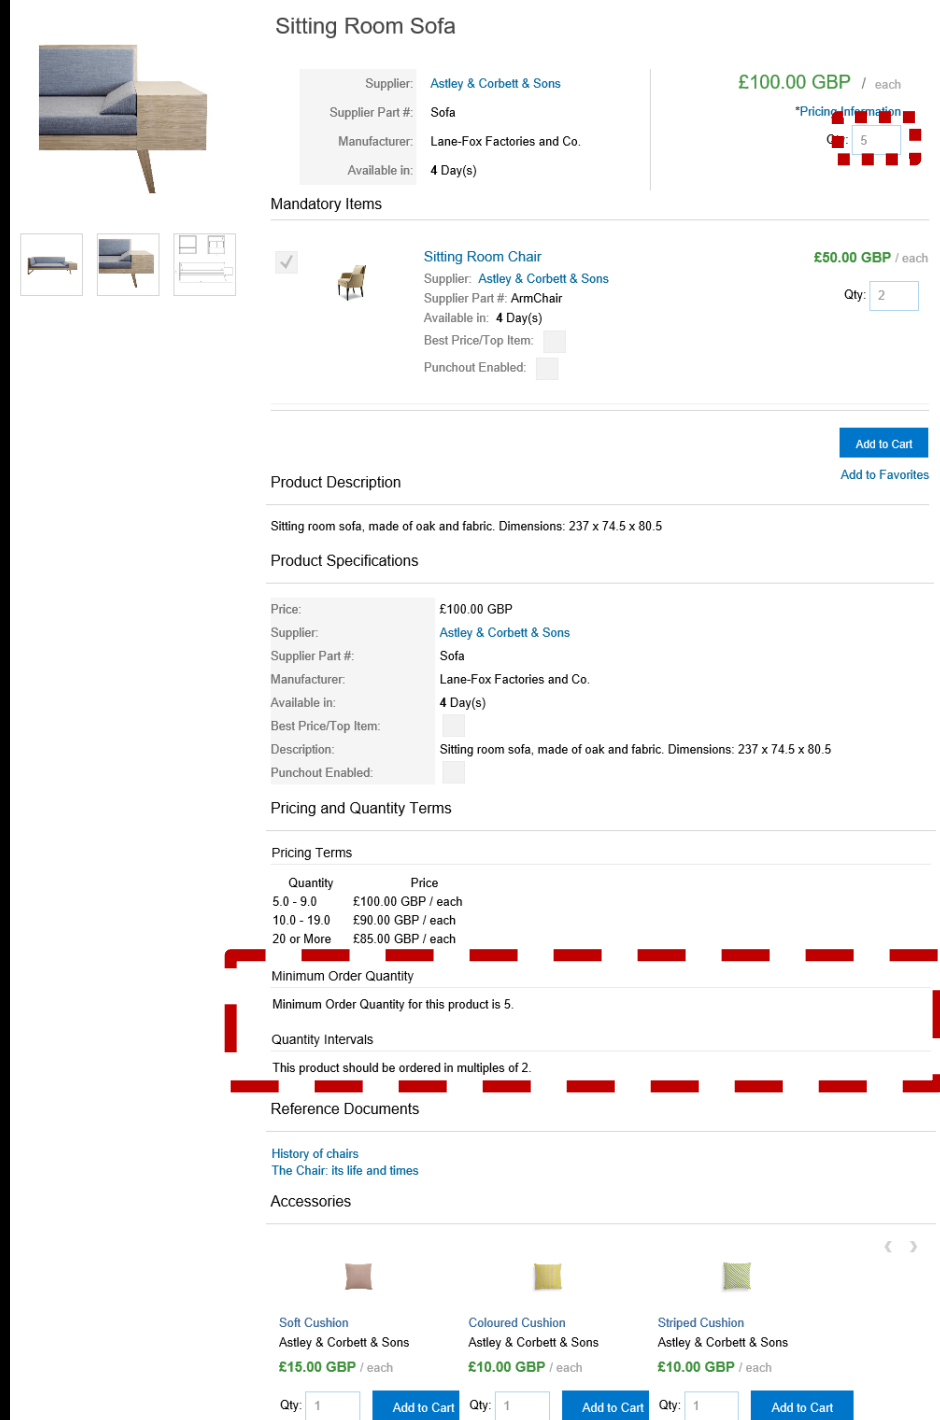 Sitting Room Sofa
Supplier: Astley & Corbett & Sons
Supplier Part #: Sofa
Manufacturer: Lane-Fox Factories and Co.
Available in: 4 Day(s)
£100.00 GBP / each
*Pricing Information
Qty: 5
Mandatory Items
Sitting Room Chair
Supplier: Astley & Corbett & Sons
Supplier Part #: ArmChair
Available in: 4 Day(s)
Best Price/Top Item:
Punchout Enabled:
£50.00 GBP / each
Qty: 2
Add to Cart
Add to Favorites
Product Description
Sitting room sofa, made of oak and fabric. Dimensions: 237 x 74.5 x 80.5
Product Specifications
Price: £100.00 GBP
Supplier: Astley & Corbett & Sons
Supplier Part #: Sofa
Manufacturer: Lane-Fox Factories and Co.
Available in: 4 Day(s)
Best Price/Top Item:
Description: Sitting room sofa, made of oak and fabric. Dimensions: 237 x 74.5 x 80.5
Punchout Enabled:
Pricing and Quantity Terms
Pricing Terms
Quantity Price
5.0 - 9.0 £100.00 GBP / each
10.0 - 19.0 £90.00 GBP / each
20 or More £85.00 GBP / each
Minimum Order Quantity
Minimum Order Quantity for this product is 5.
Quantity Intervals
This product should be ordered in multiples of 2.
Reference Documents
History of chairs
The Chair: its life and times
Accessories
Soft Cushion
Astley & Corbett & Sons
£15.00 GBP / each
Qty: 1 Add to Cart
Coloured Cushion
Astley & Corbett & Sons
£10.00 GBP / each
Qty: 1 Add to Cart
Striped Cushion
Astley & Corbett & Sons
£10.00 GBP / each
Qty: 1 Add to Cart